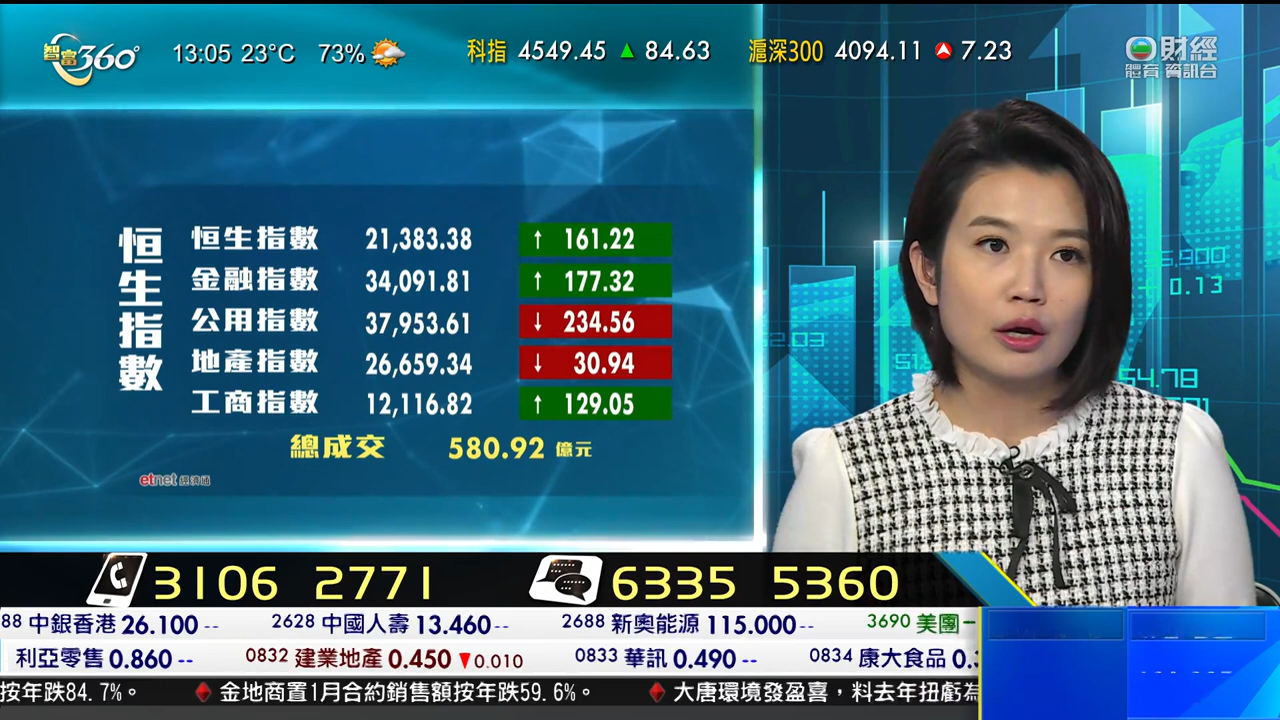 智富360° 13:05 23°C 73% 科指 4549.45 ▲ 84.63 滬深300 4094.11 7.23
財經
體育 資訊台
恒生指數
恒生指數 21,383.38 ↑ 161.22
金融指數 34,091.81 ↑ 177.32
公用指數 37,953.61 ↓ 234.56
地產指數 26,659.34 ↓ 30.94
工商指數 12,116.82 ↑ 129.05
總成交 580.92 億元
etnet 經濟通
3106 2771 6335 5360
88 中銀香港 26.100 -- 2628 中國人壽 13.460 -- 2688 新奧能源 115.000 -- 3690 美團
利亞零售 0.860 -- 0832 建業地產 0.450 ▼0.010 0833 華訊 0.490 -- 0834 康大食品 0.3
按年跌84.7%。 ♦ 金地商置1月合約銷售額按年跌59.6%。 ♦ 大唐環境發盈喜，料去年扭虧為